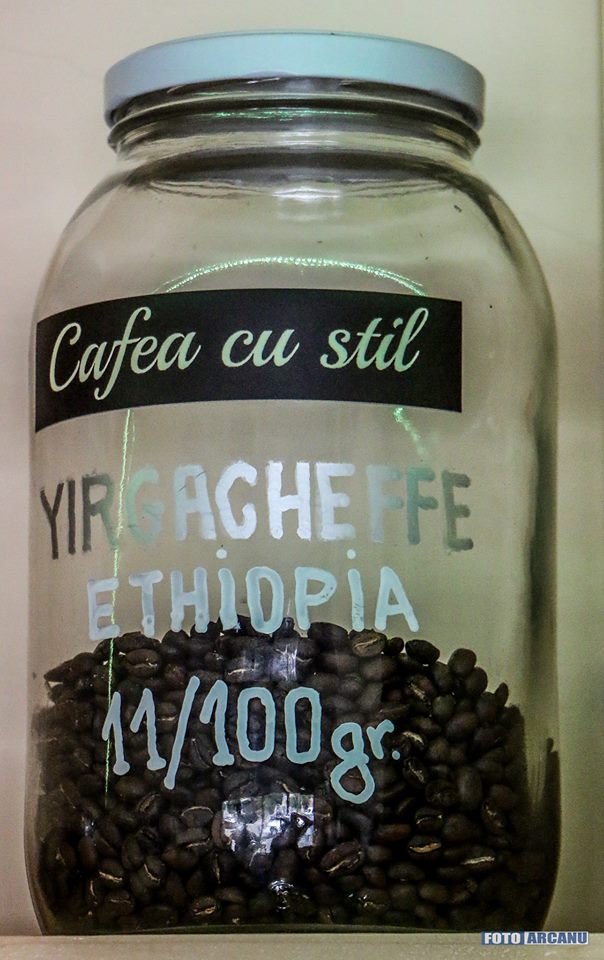 Cafea cu stil
YIRGACHEFFE
ETHIOPIA
11/100gr.
FOTO ARCANU